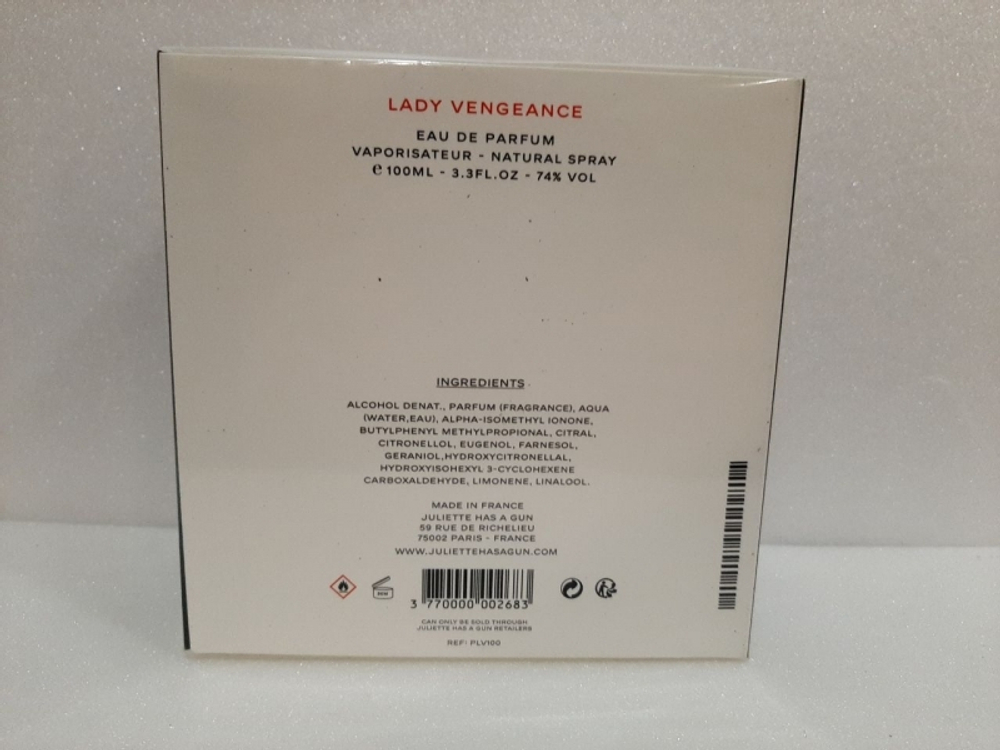 LADY VENGEANCE
EAU DE PARFUM
VAPORISATEUR - NATURAL SPRAY
℮ 100ML - 3.3FL.OZ - 74% VOL
INGREDIENTS
ALCOHOL DENAT., PARFUM (FRAGRANCE), AQUA
(WATER,EAU), ALPHA-ISOMETHYL IONONE,
BUTYLPHENYL METHYLPROPIONAL, CITRAL,
CITRONELLOL, EUGENOL, FARNESOL,
GERANIOL,HYDROXYCITRONELLAL,
HYDROXYISOHEXYL 3-CYCLOHEXENE
CARBOXALDEHYDE, LIMONENE, LINALOOL.
MADE IN FRANCE
JULIETTE HAS A GUN
59 RUE DE RICHELIEU
75002 PARIS - FRANCE
WWW.JULIETTEHASAGUN.COM
3 770000 002683
CAN ONLY BE SOLD THROUGH
JULIETTE HAS A GUN RETAILERS
REF: PLV100